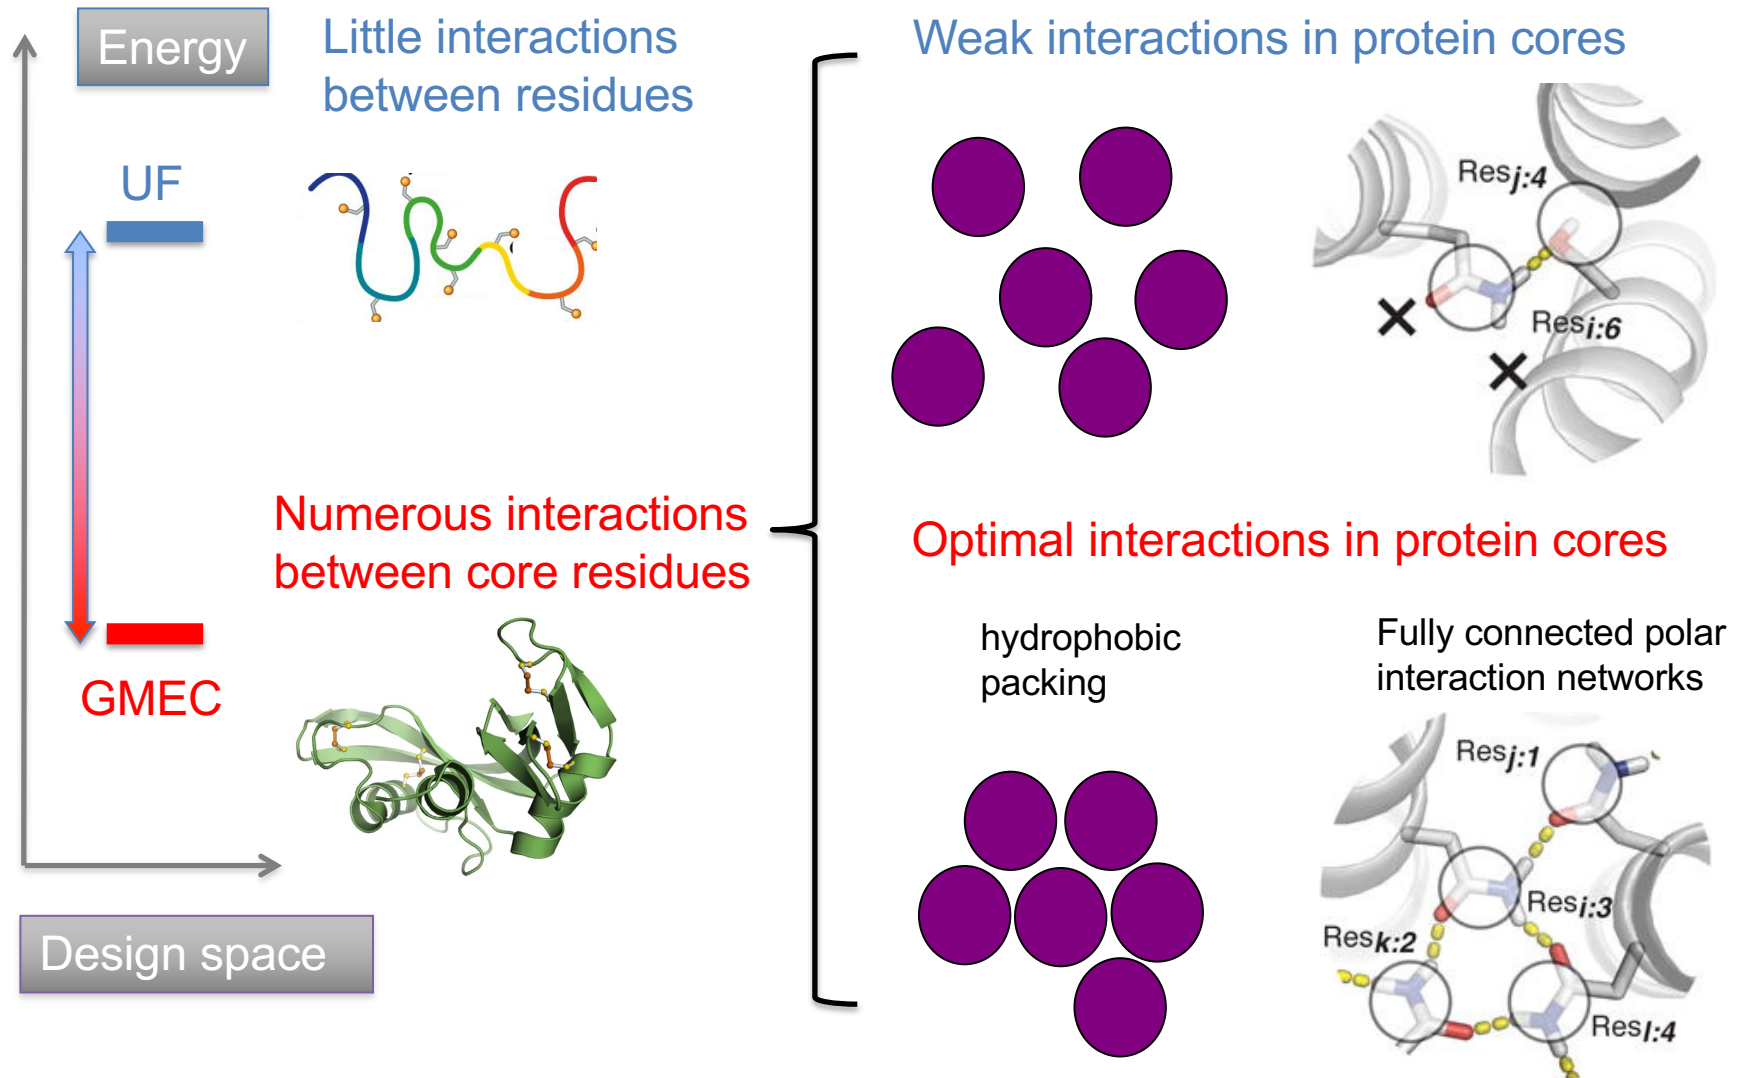 Energy
Little interactions
between residues
UF
Numerous interactions
between core residues
GMEC
Design space
Weak interactions in protein cores
Resj:4
Resi:6
Optimal interactions in protein cores
hydrophobic
packing
Fully connected polar
interaction networks
Resj:1
Resi:3
Resk:2
Resl:4